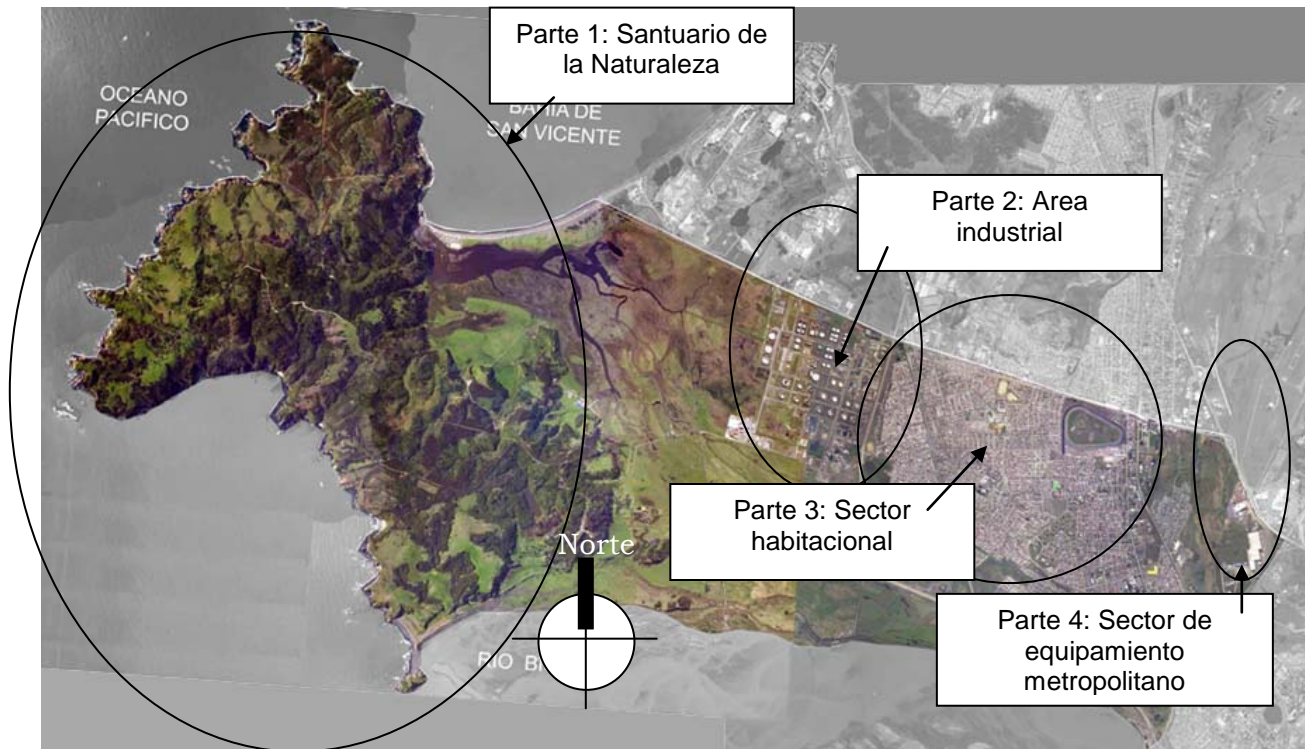 Parte 1: Santuario de
la Naturaleza
OCEANO
PACIFICO
BAHIA DE
SAN VICENTE
Parte 2: Area
industrial
Parte 3: Sector
habitacional
Norte
Parte 4: Sector de
equipamiento
metropolitano
RIO